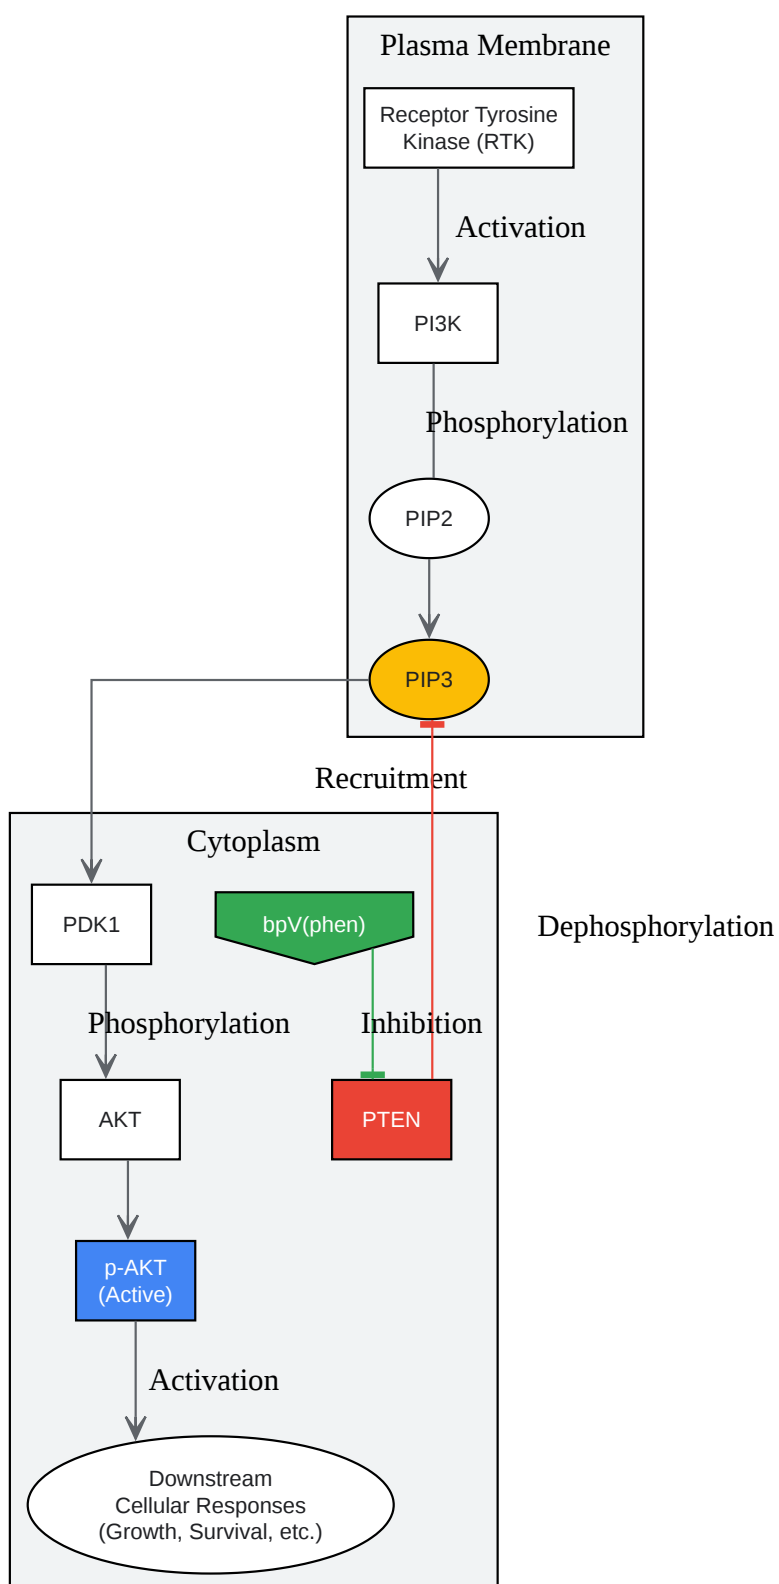 Plasma Membrane
Receptor Tyrosine
Kinase (RTK)
Activation
PI3K
Phosphorylation
PIP2
PIP3
Recruitment
Cytoplasm
PDK1
bpV(phen)
Dephosphorylation
Phosphorylation
Inhibition
AKT
PTEN
p-AKT
(Active)
Activation
Downstream
Cellular Responses
(Growth, Survival, etc.)